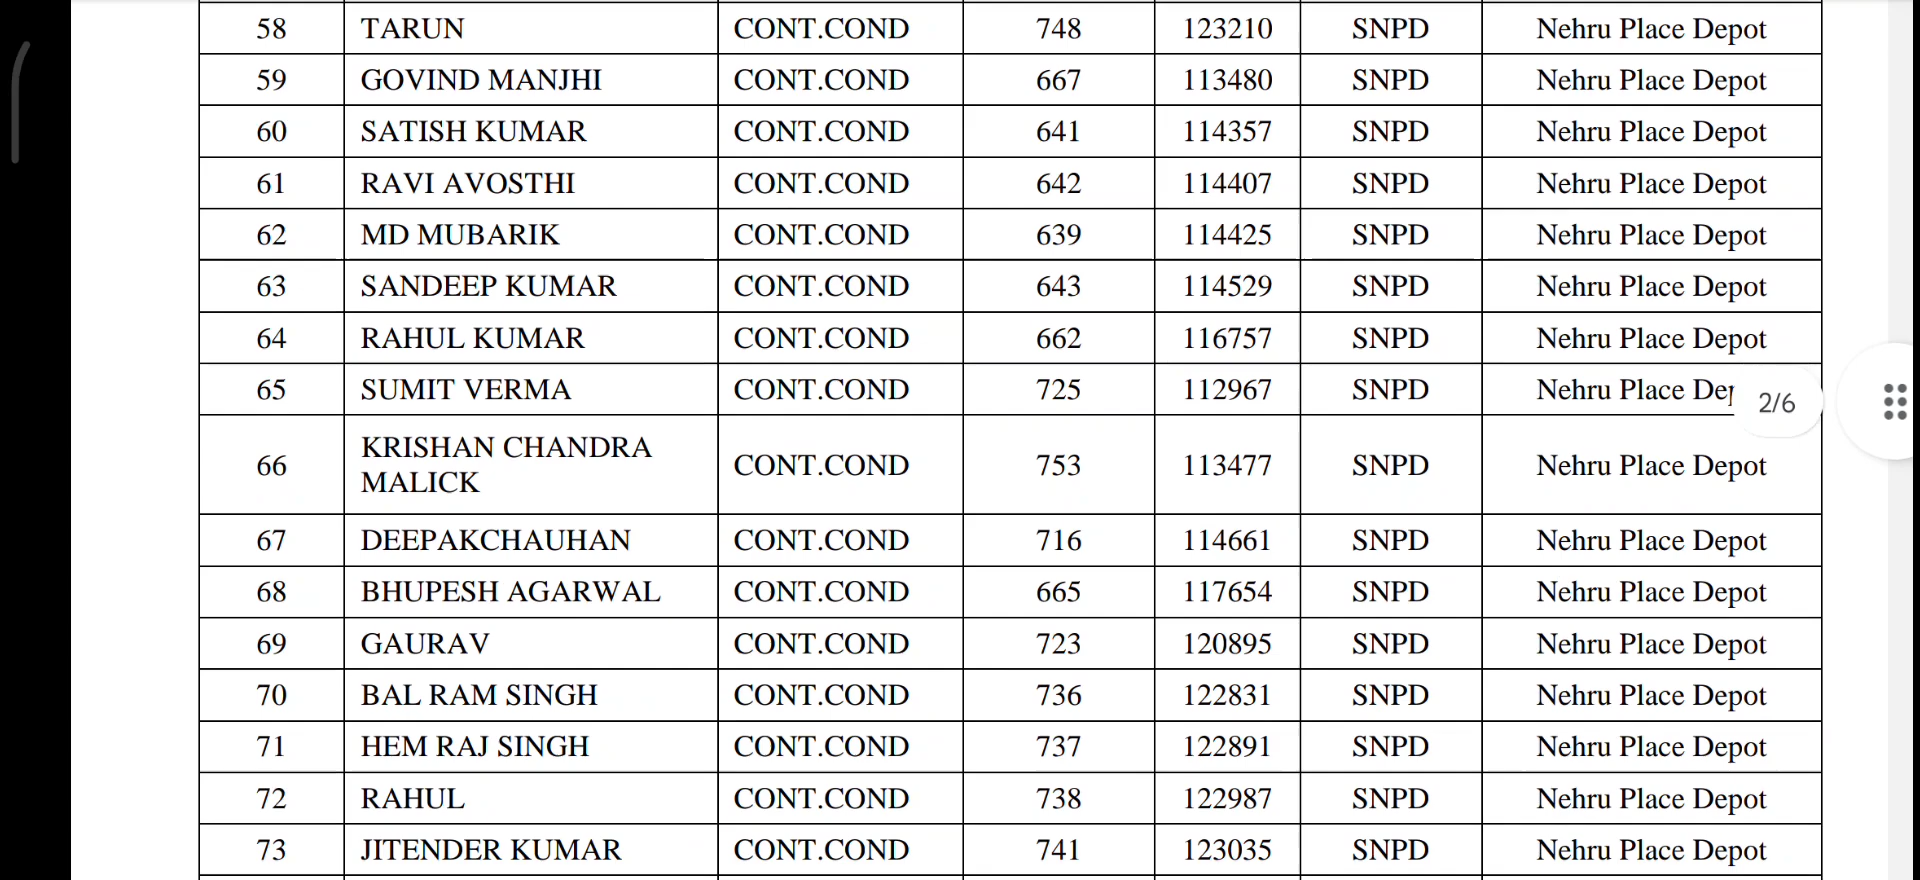 58 TARUN CONT.COND 748 123210 SNPD Nehru Place Depot
59 GOVIND MANJHI CONT.COND 667 113480 SNPD Nehru Place Depot
60 SATISH KUMAR CONT.COND 641 114357 SNPD Nehru Place Depot
61 RAVI AVOSTHI CONT.COND 642 114407 SNPD Nehru Place Depot
62 MD MUBARIK CONT.COND 639 114425 SNPD Nehru Place Depot
63 SANDEEP KUMAR CONT.COND 643 114529 SNPD Nehru Place Depot
64 RAHUL KUMAR CONT.COND 662 116757 SNPD Nehru Place Depot
65 SUMIT VERMA CONT.COND 725 112967 SNPD Nehru Place
2/6
66 KRISHAN CHANDRA
MALICK CONT.COND 753 113477 SNPD Nehru Place Depot
67 DEEPAKCHAUHAN CONT.COND 716 114661 SNPD Nehru Place Depot
68 BHUPESH AGARWAL CONT.COND 665 117654 SNPD Nehru Place Depot
69 GAURAV CONT.COND 723 120895 SNPD Nehru Place Depot
70 BAL RAM SINGH CONT.COND 736 122831 SNPD Nehru Place Depot
71 HEM RAJ SINGH CONT.COND 737 122891 SNPD Nehru Place Depot
72 RAHUL CONT.COND 738 122987 SNPD Nehru Place Depot
73 JITENDER KUMAR CONT.COND 741 123035 SNPD Nehru Place Depot